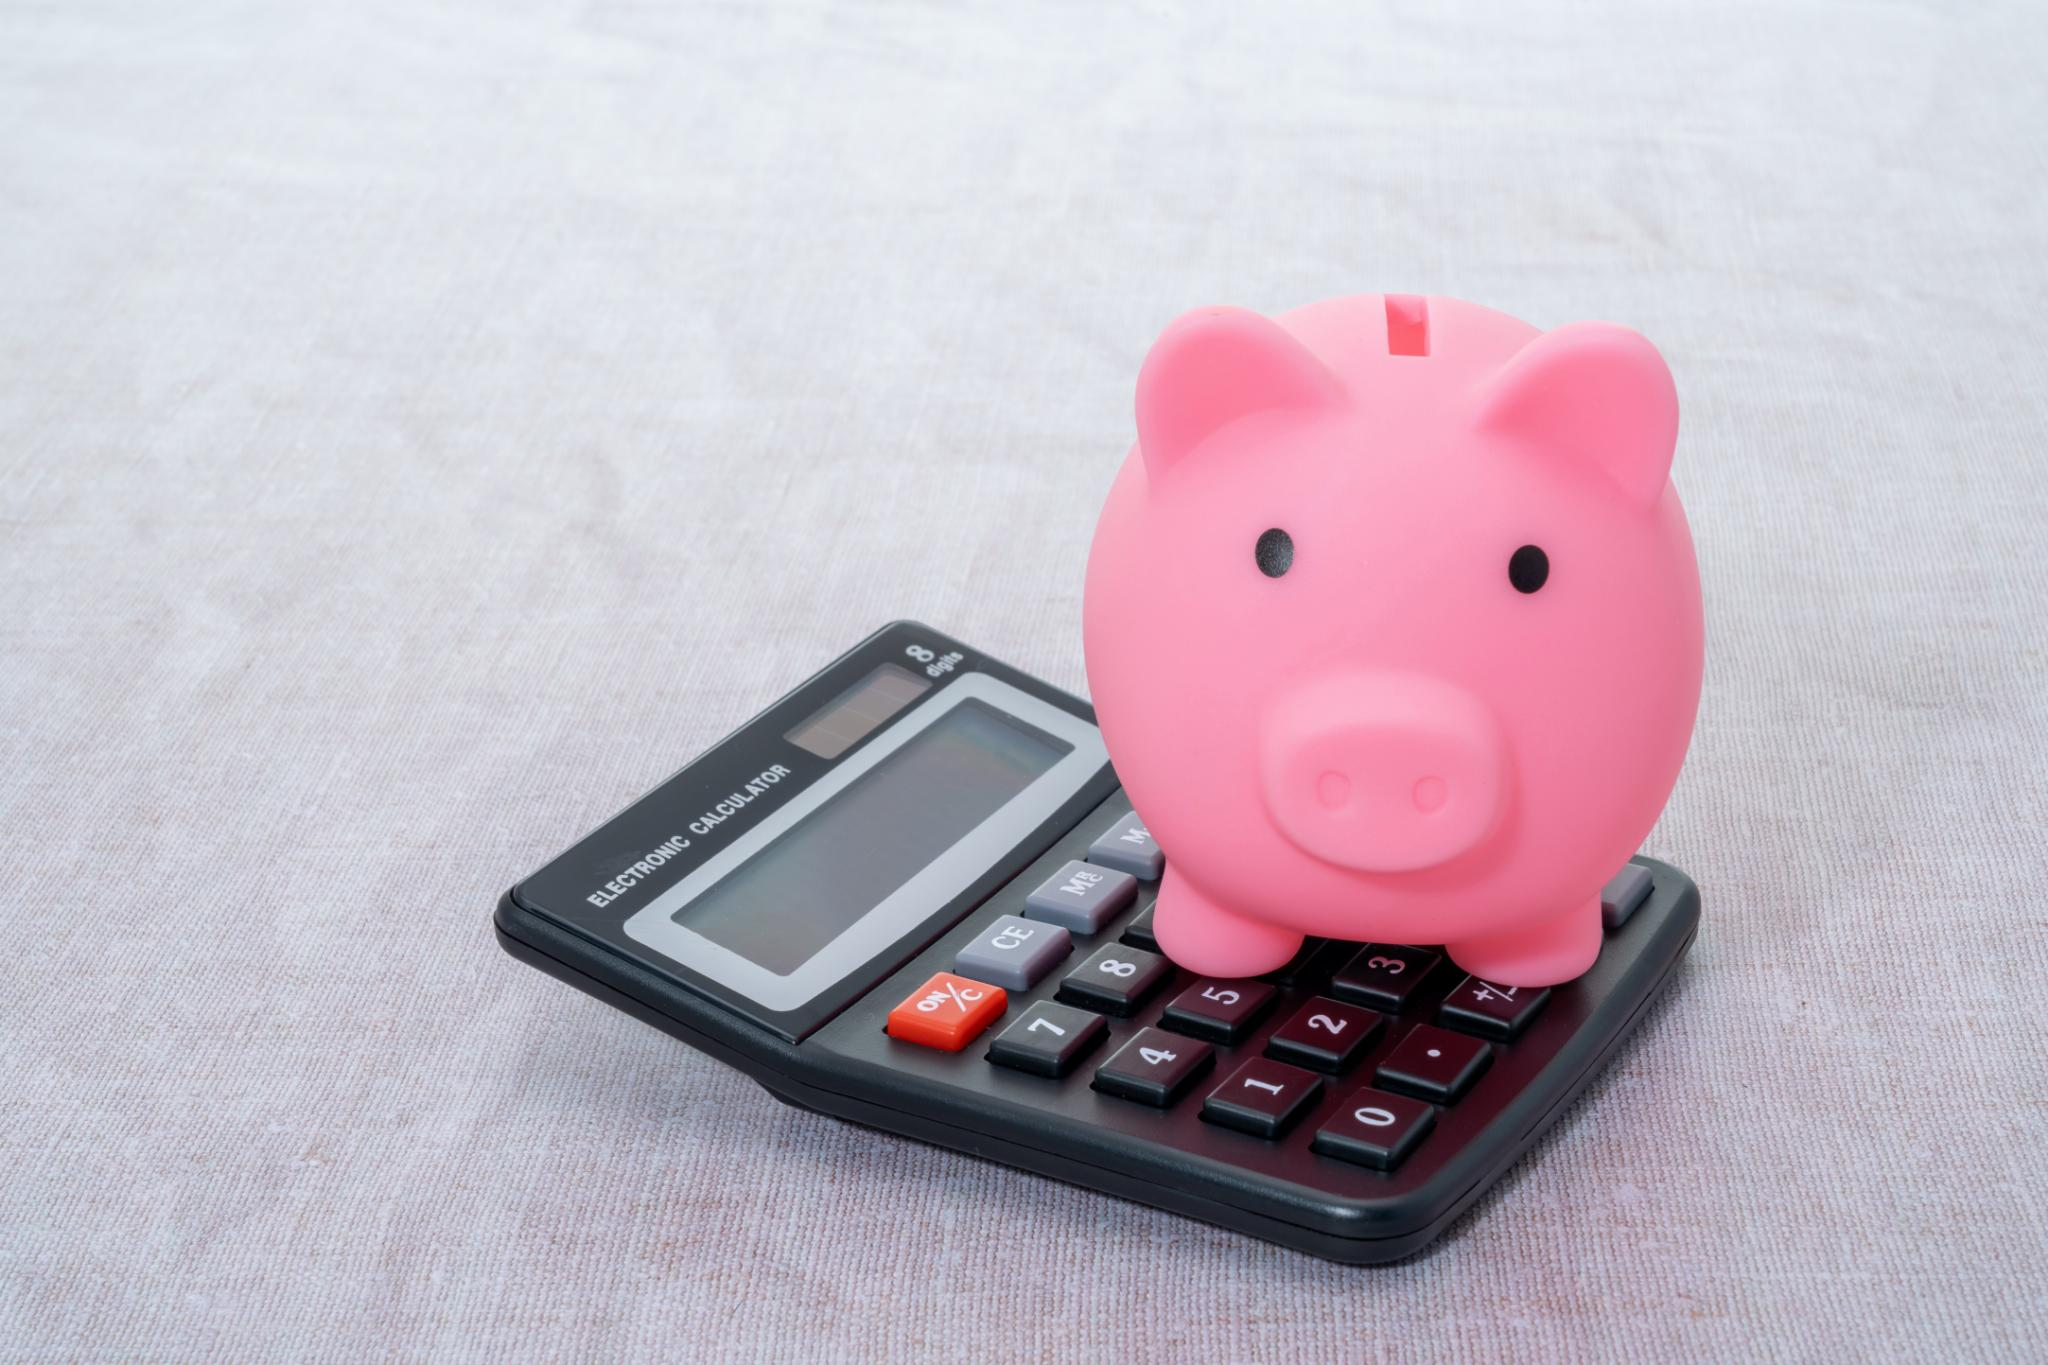 8
digits
ELECTRONIC CALCULATOR
CE
ON/C
8
7
5
4
3
2
1
+/-
.
0